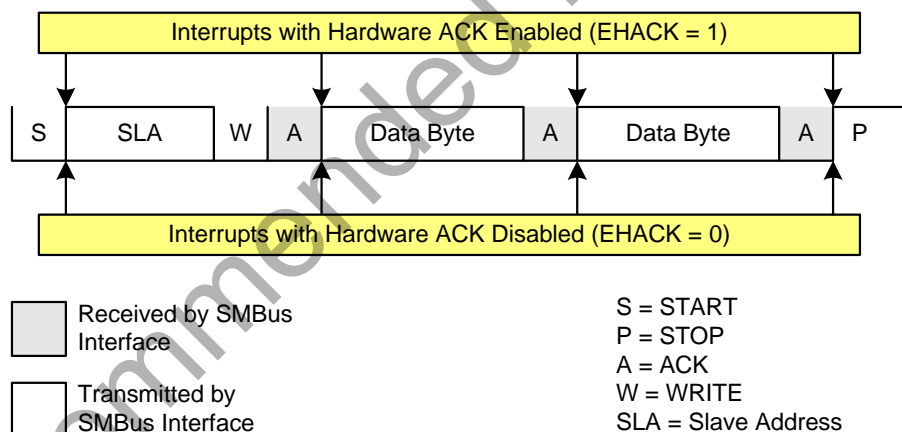 Interrupts with Hardware ACK Enabled (EHACK = 1)
S SLA W A Data Byte A Data Byte A P
Interrupts with Hardware ACK Disabled (EHACK = 0)
Received by SMBus
Interface
Transmitted by
SMBus Interface
S = START
P = STOP
A = ACK
W = WRITE
SLA = Slave Address